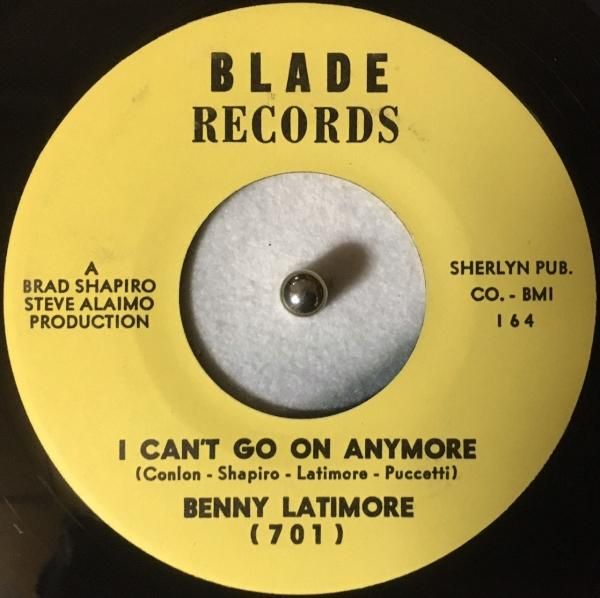 BLADE
RECORDS
A
BRAD SHAPIRO
STEVE ALAIMO
PRODUCTION
SHERLYN PUB.
CO. - BMI
164
I CAN'T GO ON ANYMORE
(Conlon - Shapiro - Latimore - Puccetti)
BENNY LATIMORE
(701)